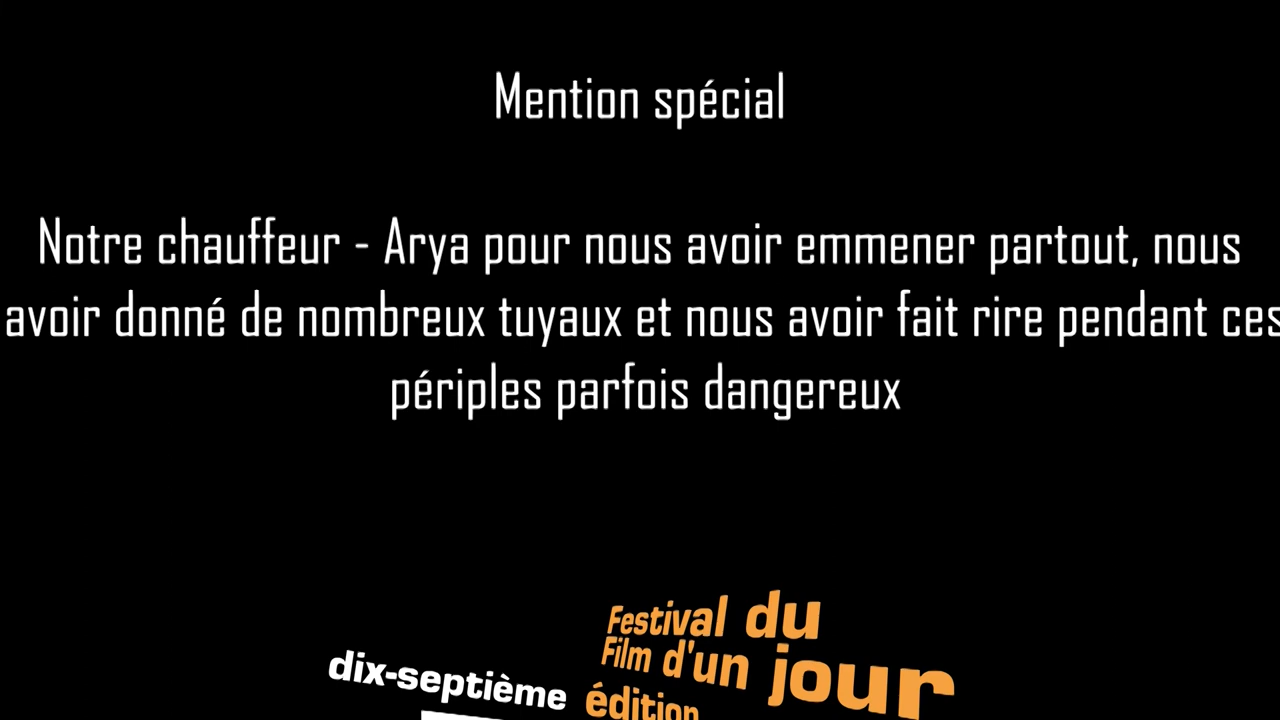 Mention spécial
Notre chauffeur - Arya pour nous avoir emmener partout, nous
avoir donné de nombreux tuyaux et nous avoir fait rire pendant ces
périples parfois dangereux
Festival du
Film d'un jour
dix-septième édition